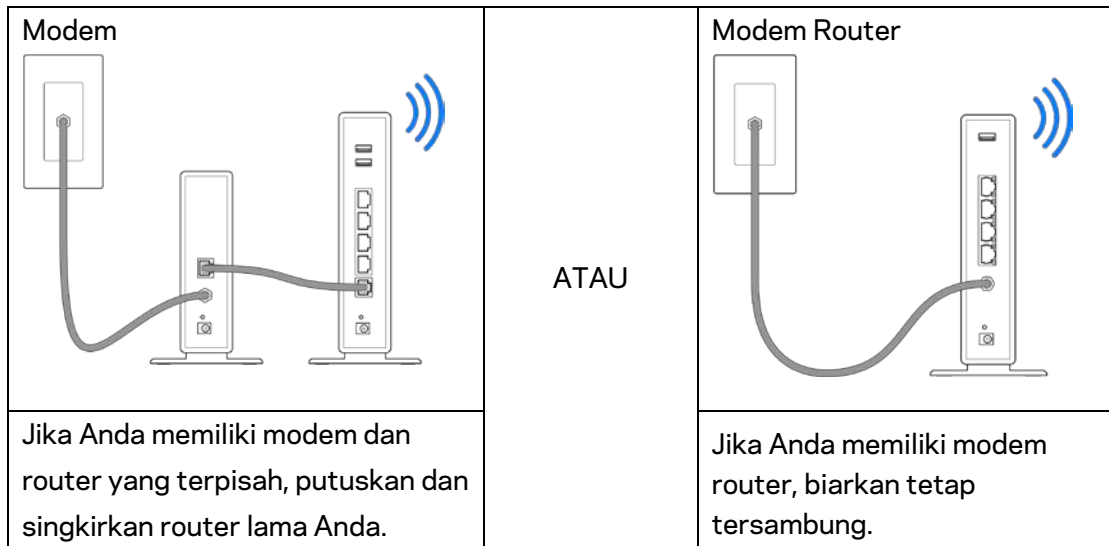 Modem
Modem Router
ATAU
Jika Anda memiliki modem dan
router yang terpisah, putuskan dan
singkirkan router lama Anda.
Jika Anda memiliki modem
router, biarkan tetap
tersambung.